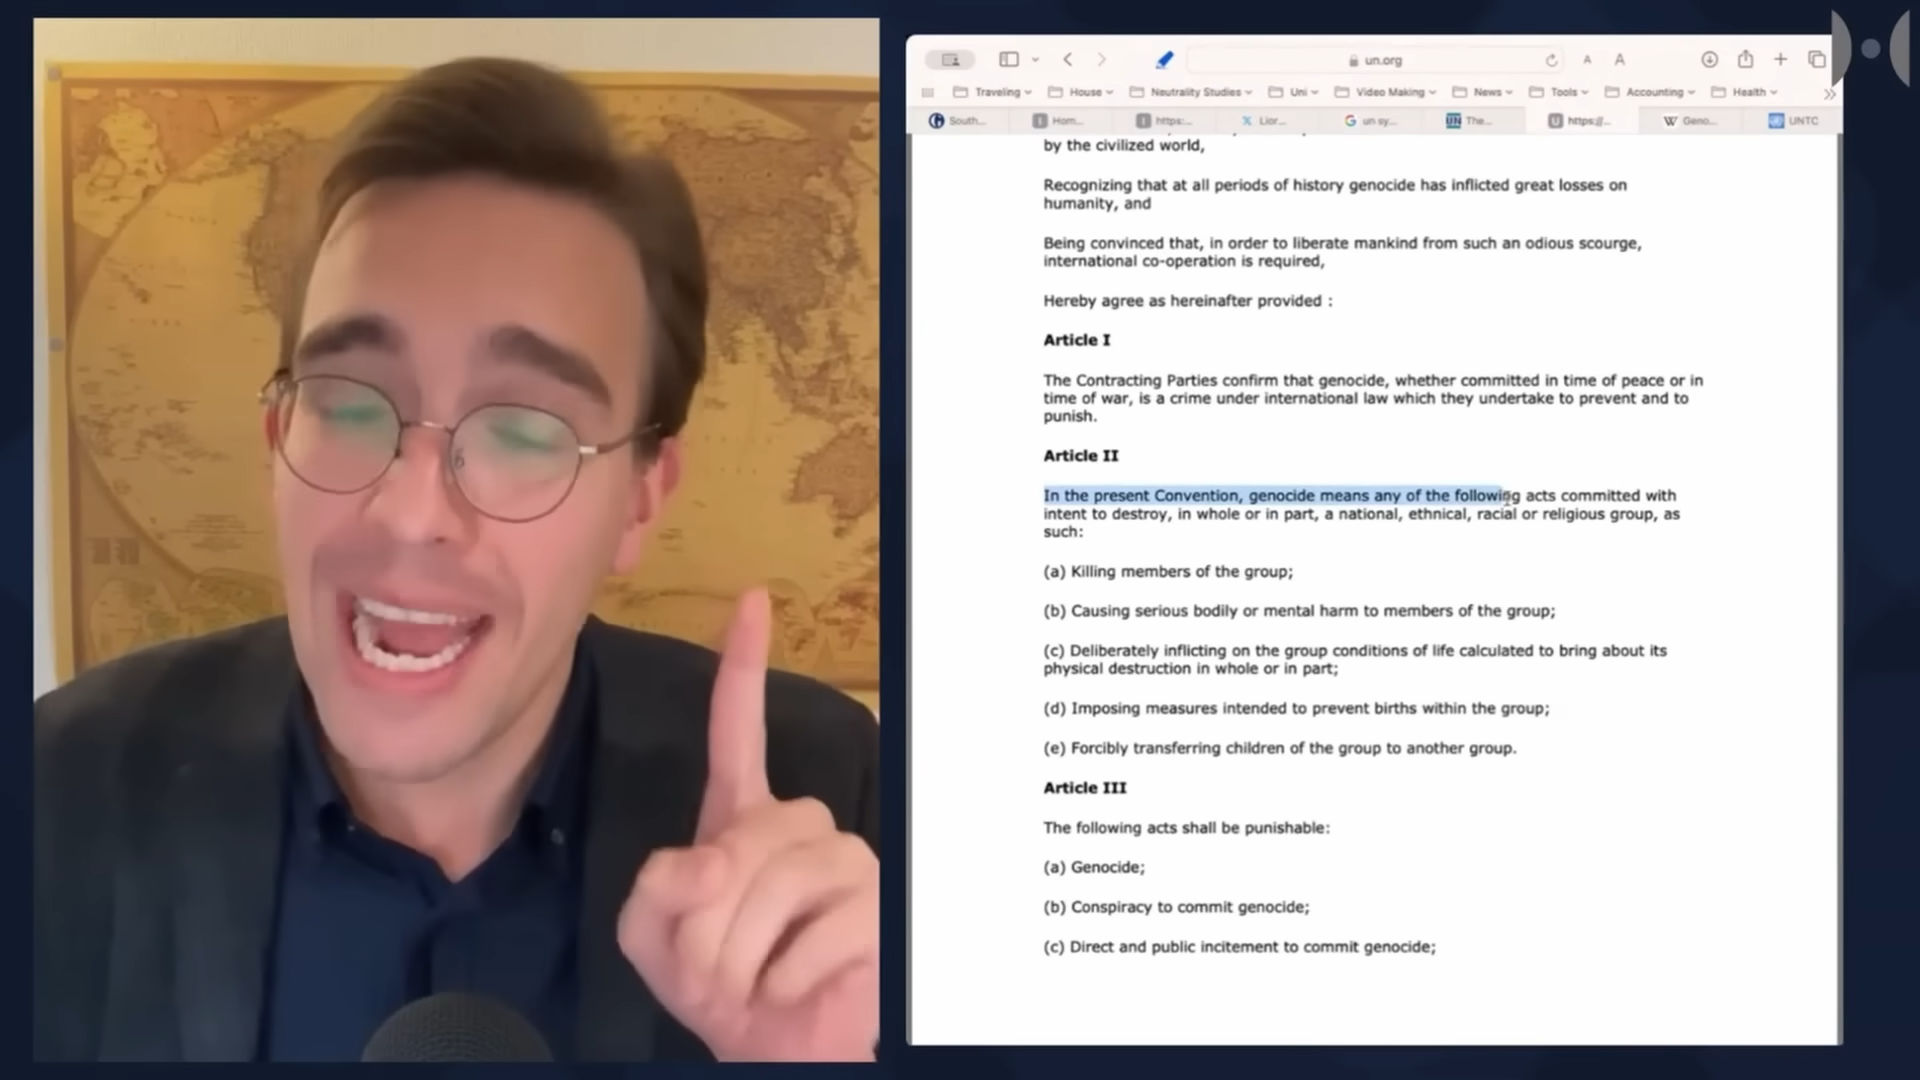 un.org
A A
Traveling House Neutrality Studies Uni Video Making News Tools Accounting Health
South... Hom... https:... Lior... un sy... UN The... https://... Geno... UNTC
by the civilized world,
Recognizing that at all periods of history genocide has inflicted great losses on
humanity, and
Being convinced that, in order to liberate mankind from such an odious scourge,
international co-operation is required,
Hereby agree as hereinafter provided :
Article I
The Contracting Parties confirm that genocide, whether committed in time of peace or in
time of war, is a crime under international law which they undertake to prevent and to
punish.
Article II
In the present Convention, genocide means any of the following acts committed with
intent to destroy, in whole or in part, a national, ethnical, racial or religious group, as
such:
(a) Killing members of the group;
(b) Causing serious bodily or mental harm to members of the group;
(c) Deliberately inflicting on the group conditions of life calculated to bring about its
physical destruction in whole or in part;
(d) Imposing measures intended to prevent births within the group;
(e) Forcibly transferring children of the group to another group.
Article III
The following acts shall be punishable:
(a) Genocide;
(b) Conspiracy to commit genocide;
(c) Direct and public incitement to commit genocide;